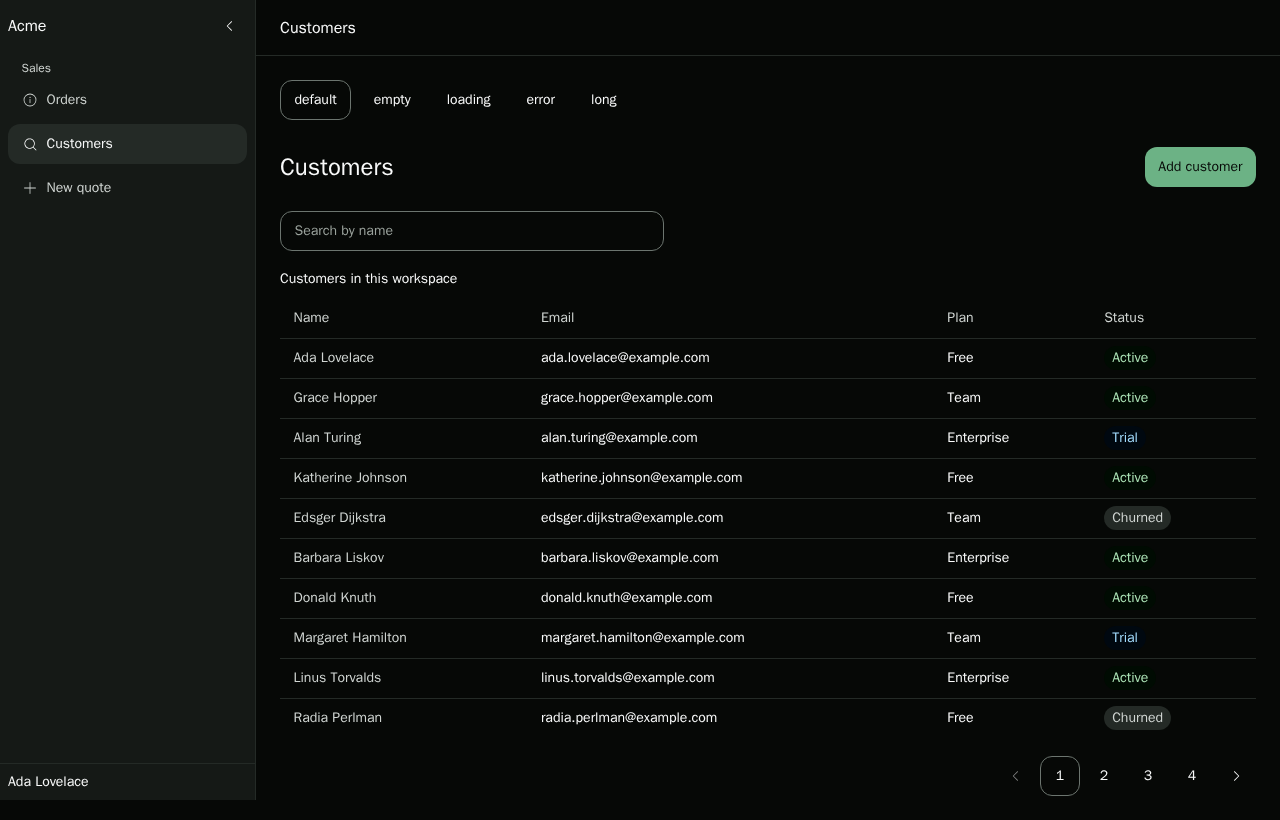 Acme
Sales
Orders
Customers
New quote
Ada Lovelace
Customers
default empty loading error long
Customers
Add customer
Search by name
Customers in this workspace
Name Email Plan Status
Ada Lovelace ada.lovelace@example.com Free Active
Grace Hopper grace.hopper@example.com Team Active
Alan Turing alan.turing@example.com Enterprise Trial
Katherine Johnson katherine.johnson@example.com Free Active
Edsger Dijkstra edsger.dijkstra@example.com Team Churned
Barbara Liskov barbara.liskov@example.com Enterprise Active
Donald Knuth donald.knuth@example.com Free Active
Margaret Hamilton margaret.hamilton@example.com Team Trial
Linus Torvalds linus.torvalds@example.com Enterprise Active
Radia Perlman radia.perlman@example.com Free Churned
1 2 3 4